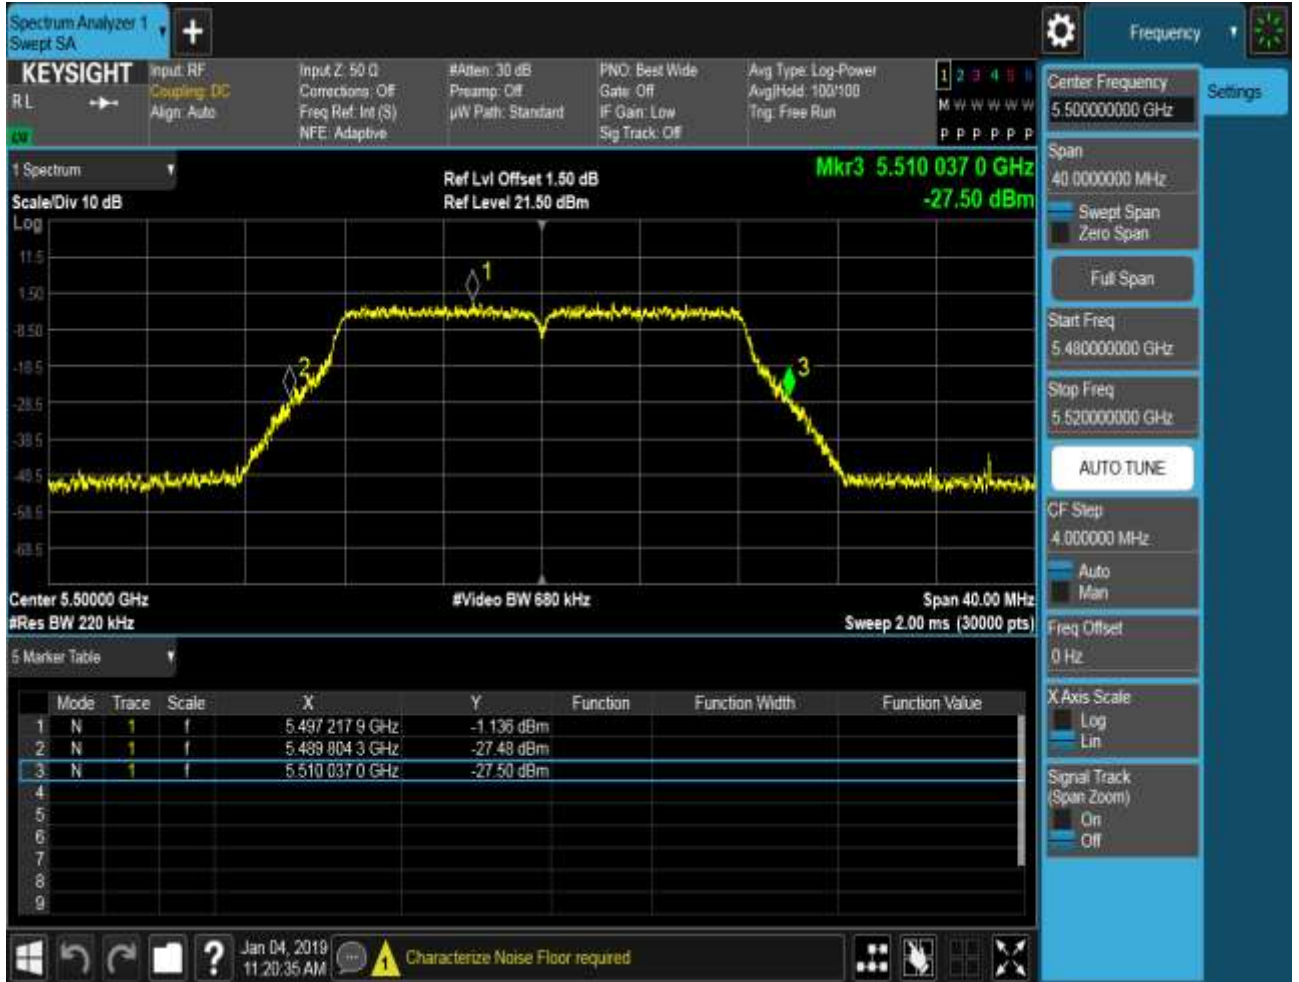 Spectrum Analyzer 1
Swept SA
Frequency
KEYSIGHT
Input: RF
Coupling: DC
Align: Auto
Input Z: 50 Ω
Corrections: Off
Freq Ref: Int (S)
NFE: Adaptive
#Atten: 30 dB
Preamp: Off
µW Path: Standard
PNO: Best Wide
Gate: Off
IF Gain: Low
Sig Track: Off
Avg Type: Log-Power
Avg|Hold: 100/100
Trig: Free Run
1 2 3 4 5 6
M W W W W W
P P P P P P
R L
LXI
1 Spectrum
Scale/Div 10 dB
Log
Ref Lvl Offset 1.50 dB
Ref Level 21.50 dBm
Mkr3 5.510 037 0 GHz
-27.50 dBm
11.5
1.50
-8.50
-18.5
-28.5
-38.5
-48.5
-58.5
-68.5
1
2
3
Center 5.50000 GHz
#Res BW 220 kHz
#Video BW 680 kHz
Span 40.00 MHz
Sweep 2.00 ms (30000 pts)
5 Marker Table
Mode Trace Scale X Y Function Function Width Function Value
1 N 1 f 5.497 217 9 GHz -1.136 dBm
2 N 1 f 5.489 804 3 GHz -27.48 dBm
3 N 1 f 5.510 037 0 GHz -27.50 dBm
4
5
6
7
8
9
Jan 04, 2019
11:20:35 AM
1
Characterize Noise Floor required
?
Center Frequency
5.500000000 GHz
Settings
Span
40.0000000 MHz
Swept Span
Zero Span
Full Span
Start Freq
5.480000000 GHz
Stop Freq
5.520000000 GHz
AUTO TUNE
CF Step
4.000000 MHz
Auto
Man
Freq Offset
0 Hz
X Axis Scale
Log
Lin
Signal Track
(Span Zoom)
On
Off